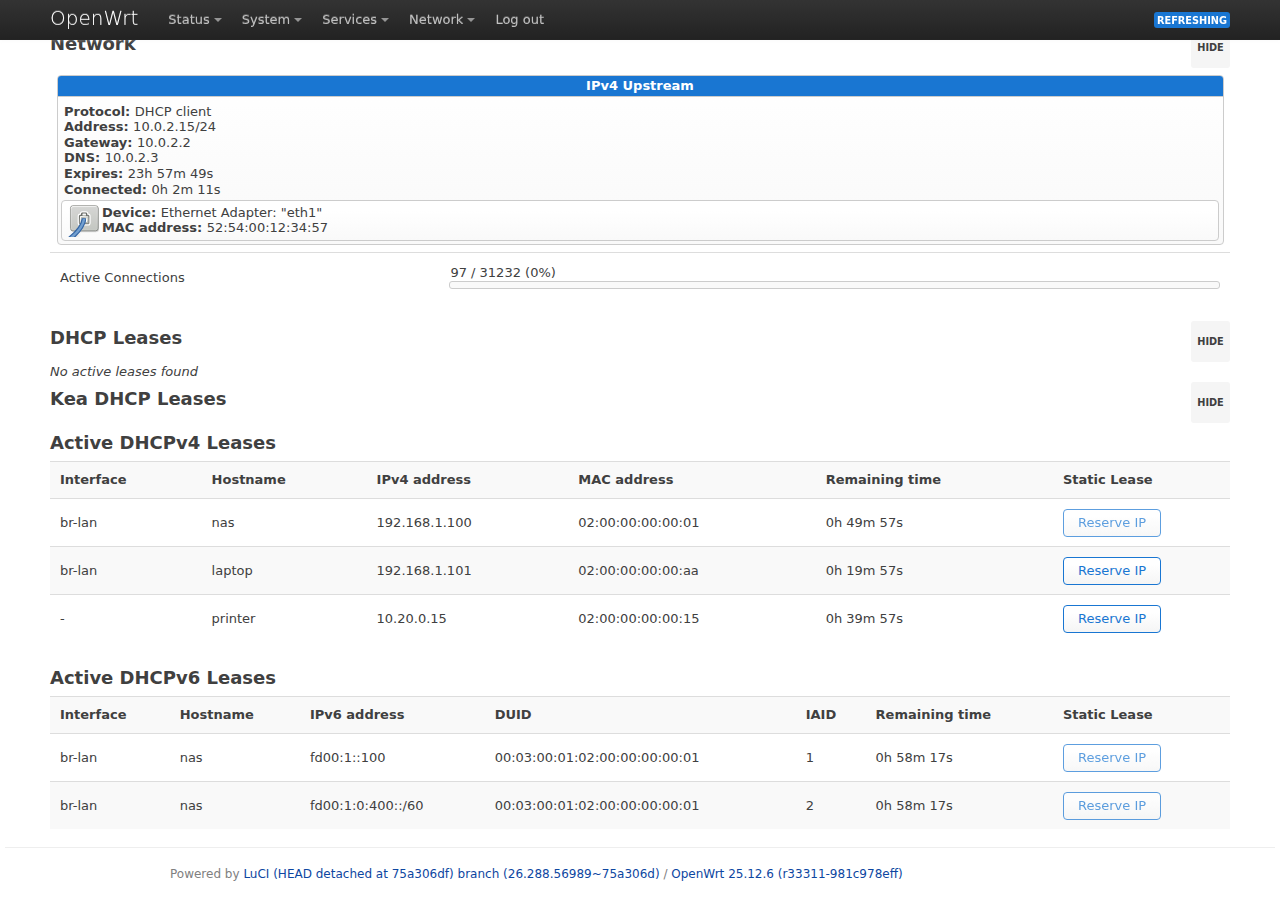 OpenWrt Status System Services Network Log out REFRESHING
Network HIDE
IPv4 Upstream
Protocol: DHCP client
Address: 10.0.2.15/24
Gateway: 10.0.2.2
DNS: 10.0.2.3
Expires: 23h 57m 49s
Connected: 0h 2m 11s
Device: Ethernet Adapter: "eth1"
MAC address: 52:54:00:12:34:57
Active Connections 97 / 31232 (0%)
DHCP Leases HIDE
No active leases found
Kea DHCP Leases HIDE
Active DHCPv4 Leases
Interface Hostname IPv4 address MAC address Remaining time Static Lease
br-lan nas 192.168.1.100 02:00:00:00:00:01 0h 49m 57s Reserve IP
br-lan laptop 192.168.1.101 02:00:00:00:00:aa 0h 19m 57s Reserve IP
- printer 10.20.0.15 02:00:00:00:00:15 0h 39m 57s Reserve IP
Active DHCPv6 Leases
Interface Hostname IPv6 address DUID IAID Remaining time Static Lease
br-lan nas fd00:1::100 00:03:00:01:02:00:00:00:00:01 1 0h 58m 17s Reserve IP
br-lan nas fd00:1:0:400::/60 00:03:00:01:02:00:00:00:00:01 2 0h 58m 17s Reserve IP
Powered by LuCI (HEAD detached at 75a306df) branch (26.288.56989~75a306d) / OpenWrt 25.12.6 (r33311-981c978eff)